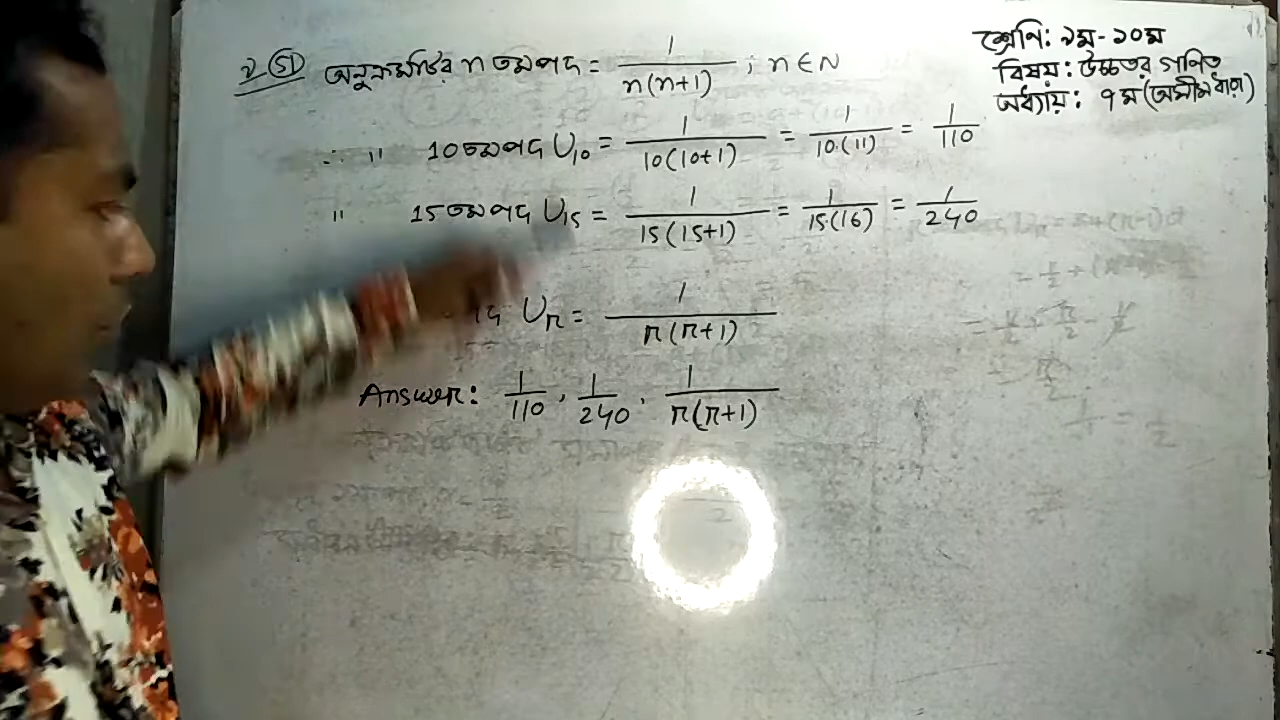 শ্রেণি: ৯ম-১০ম
বিষয়: উচ্চতর গণিত
অধ্যায়: ৭ম (অসীম ধারা)
অনুক্রমটির n তম পদ = 1/n(n+1) ; n ∈ N
∴ " 10 তম পদ U₁₀ = 1/10(10+1) = 1/10(11) = 1/110
" 15 তম পদ U₁₅ = 1/15(15+1) = 1/15(16) = 1/240
Uᵣ = 1/r(r+1)
Answer: 1/110, 1/240, 1/r(r+1)